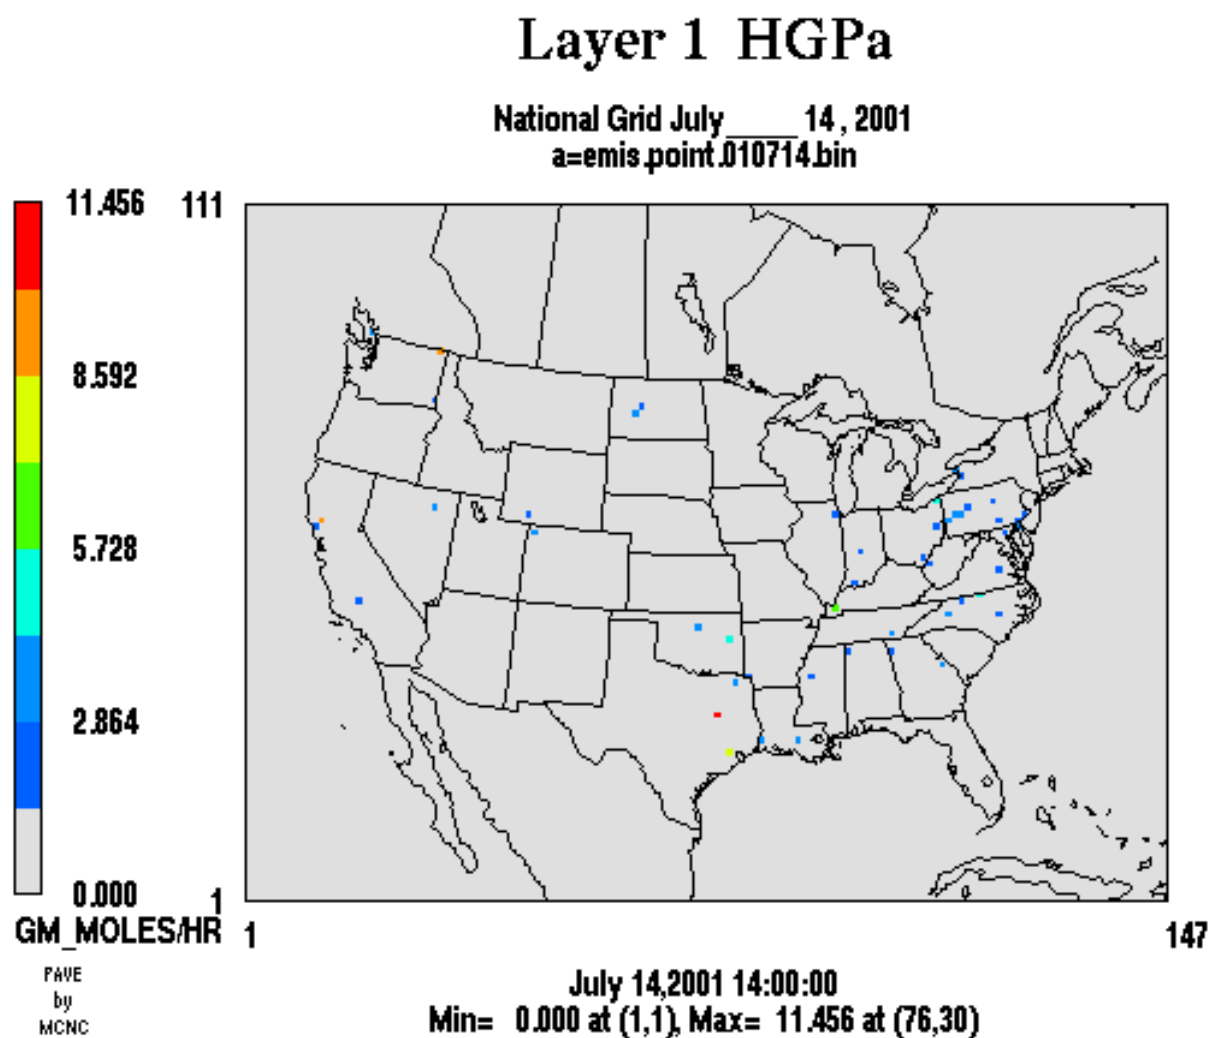 Layer 1 HGPa
National Grid July____ 14 , 2001
a=emis.point.010714.bin
11.456
111
8.592
5.728
2.864
0.000
1
GM_MOLES/HR
1
147
PAVE
by
MCNC
July 14,2001 14:00:00
Min= 0.000 at (1,1), Max= 11.456 at (76,30)